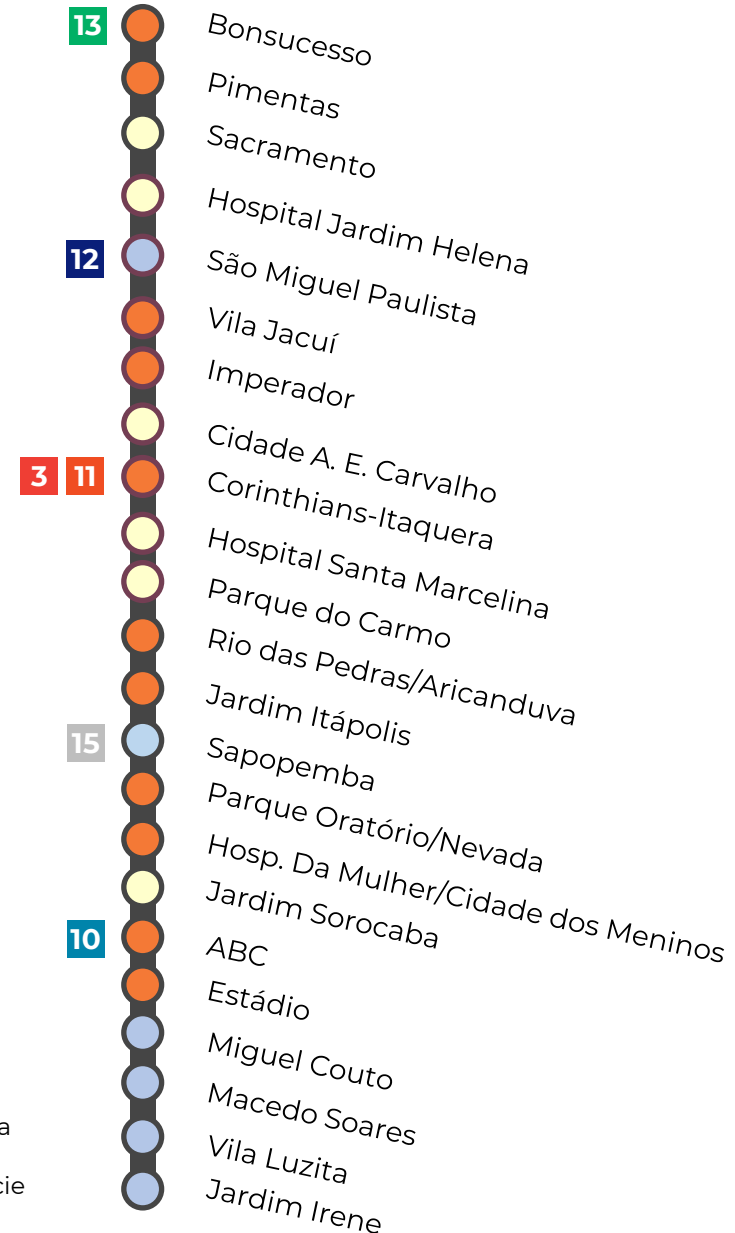 13 Bonsucesso
Pimentas
Sacramento
Hospital Jardim Helena
12 São Miguel Paulista
Vila Jacuí
Imperador
Cidade A. E. Carvalho
3 11 Corinthians-Itaquera
Hospital Santa Marcelina
Parque do Carmo
Rio das Pedras/Aricanduva
Jardim Itápolis
15 Sapopemba
Parque Oratório/Nevada
Hosp. Da Mulher/Cidade dos Meninos
Jardim Sorocaba
10 ABC
Estádio
Miguel Couto
Macedo Soares
a
Vila Luzita
cie
Jardim Irene